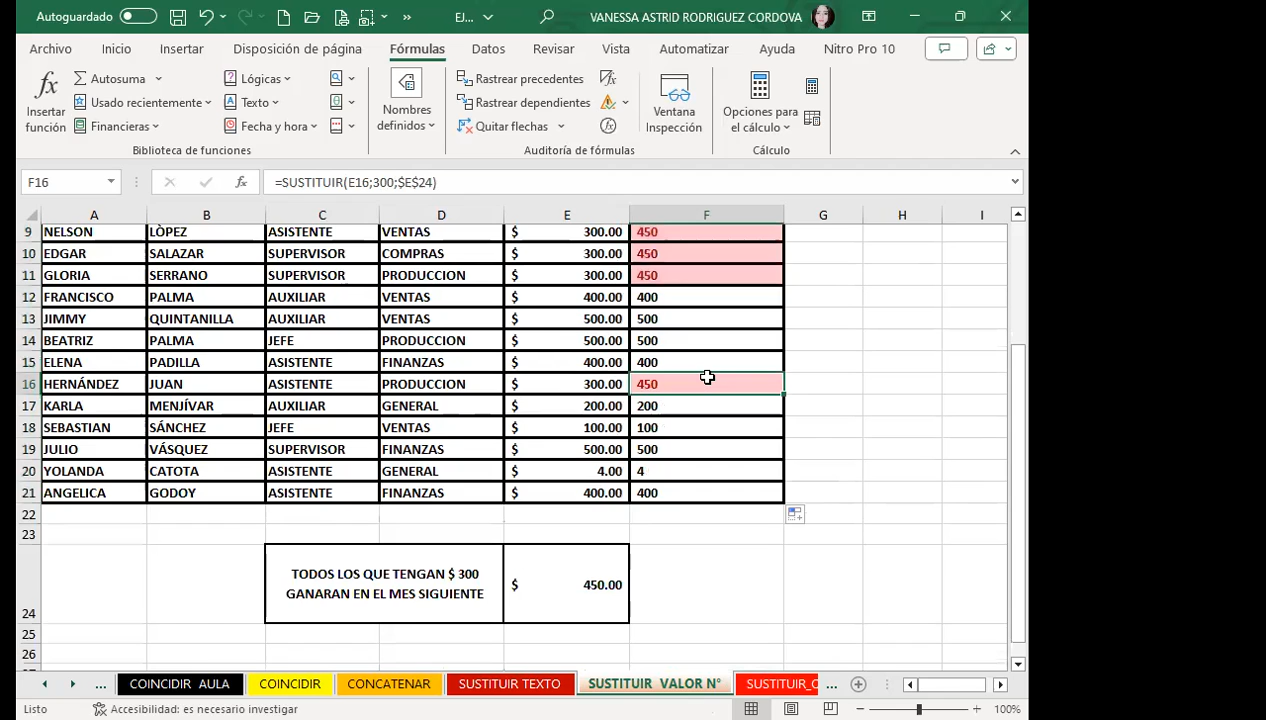 Autoguardado EJ... VANESSA ASTRID RODRIGUEZ CORDOVA
Archivo Inicio Insertar Disposición de página Fórmulas Datos Revisar Vista Automatizar Ayuda Nitro Pro 10
fx Insertar función
Autosuma
Usado recientemente
Financieras
Lógicas
Texto
Fecha y hora
Nombres definidos
Rastrear precedentes
Rastrear dependientes
Quitar flechas
Ventana Inspección
Opciones para el cálculo
Biblioteca de funciones Auditoría de fórmulas Cálculo
F16 fx =SUSTITUIR(E16;300;$E$24)
A B C D E F G H I
9 NELSON LÒPEZ ASISTENTE VENTAS $ 300.00 450
10 EDGAR SALAZAR SUPERVISOR COMPRAS $ 300.00 450
11 GLORIA SERRANO SUPERVISOR PRODUCCION $ 300.00 450
12 FRANCISCO PALMA AUXILIAR VENTAS $ 400.00 400
13 JIMMY QUINTANILLA AUXILIAR VENTAS $ 500.00 500
14 BEATRIZ PALMA JEFE PRODUCCION $ 500.00 500
15 ELENA PADILLA ASISTENTE FINANZAS $ 400.00 400
16 HERNÁNDEZ JUAN ASISTENTE PRODUCCION $ 300.00 450
17 KARLA MENJÍVAR AUXILIAR GENERAL $ 200.00 200
18 SEBASTIAN SÁNCHEZ JEFE VENTAS $ 100.00 100
19 JULIO VÁSQUEZ SUPERVISOR FINANZAS $ 500.00 500
20 YOLANDA CATOTA ASISTENTE GENERAL $ 4.00 4
21 ANGELICA GODOY ASISTENTE FINANZAS $ 400.00 400
22
23
TODOS LOS QUE TENGAN $ 300
GANARAN EN EL MES SIGUIENTE $ 450.00
24
25
26
... COINCIDIR AULA COINCIDIR CONCATENAR SUSTITUIR TEXTO SUSTITUIR VALOR N° SUSTITUIR_ ...
Listo Accesibilidad: es necesario investigar 100%